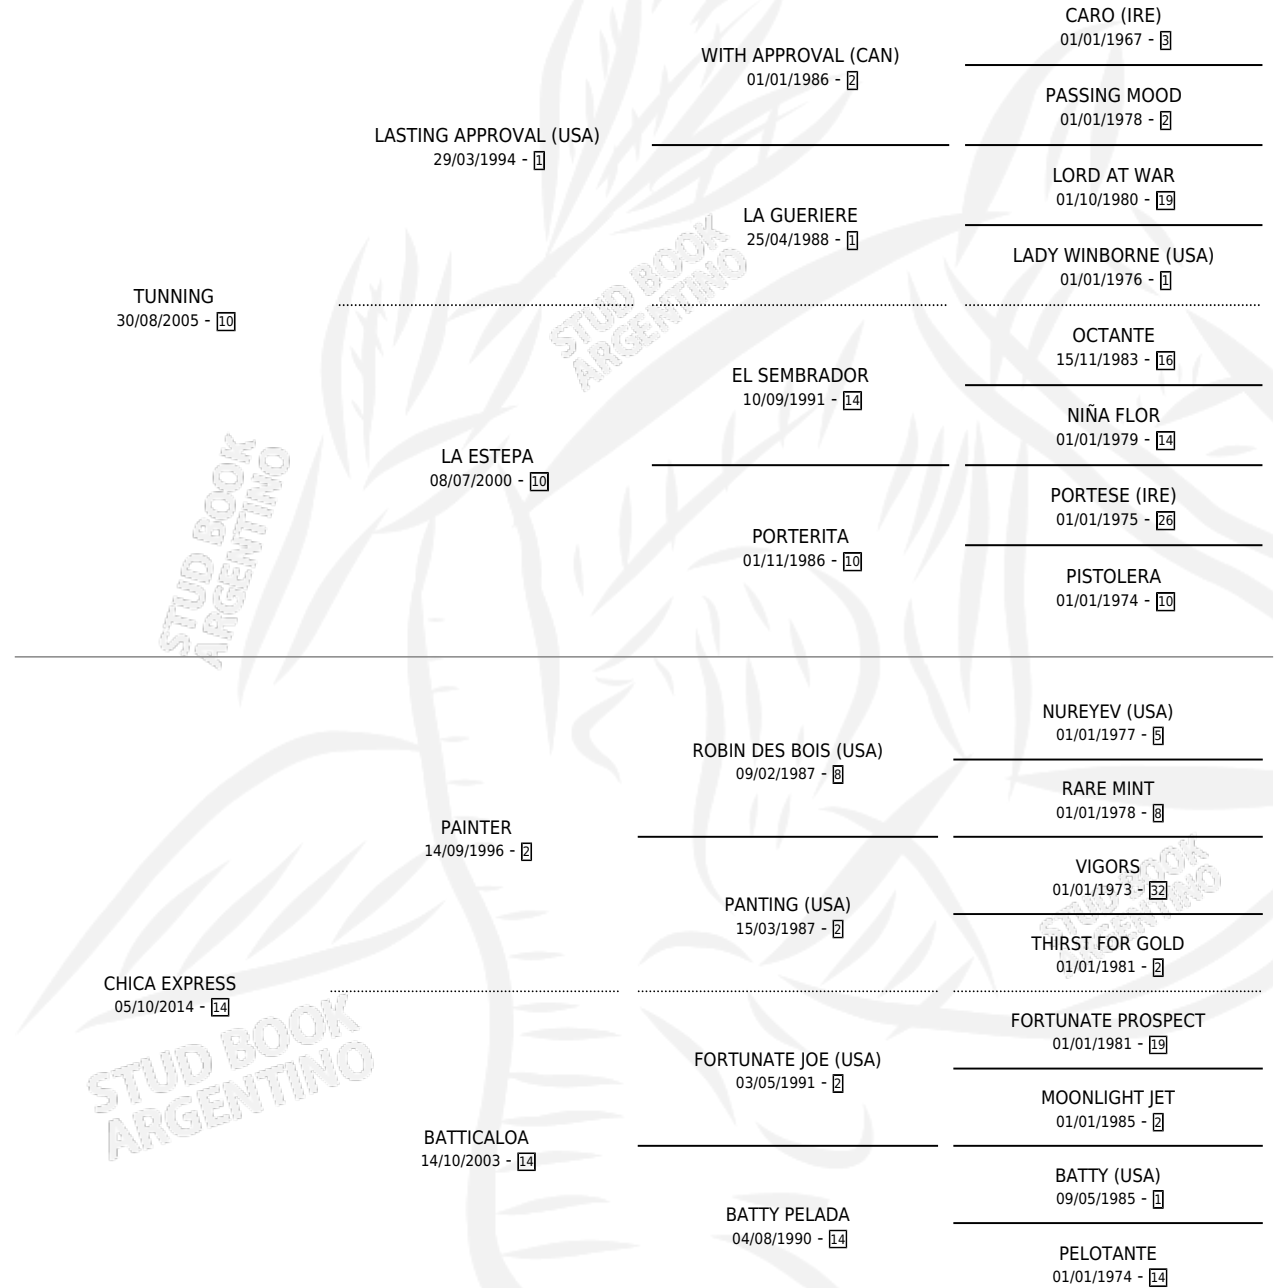 CARO (IRE)
01/01/1967 - 3
WITH APPROVAL (CAN)
01/01/1986 - 2
PASSING MOOD
01/01/1978 - 2
LASTING APPROVAL (USA)
29/03/1994 - 1
LORD AT WAR
01/10/1980 - 19
LA GUERIERE
25/04/1988 - 1
LADY WINBORNE (USA)
01/01/1976 - 1
TUNNING
30/08/2005 - 10
OCTANTE
15/11/1983 - 16
EL SEMBRADOR
10/09/1991 - 14
NIÑA FLOR
01/01/1979 - 14
LA ESTEPA
08/07/2000 - 10
PORTESE (IRE)
01/01/1975 - 26
PORTERITA
01/11/1986 - 10
PISTOLERA
01/01/1974 - 10
NUREYEV (USA)
01/01/1977 - 5
ROBIN DES BOIS (USA)
09/02/1987 - 8
RARE MINT
01/01/1978 - 8
PAINTER
14/09/1996 - 2
VIGORS
01/01/1973 - 32
PANTING (USA)
15/03/1987 - 2
THIRST FOR GOLD
01/01/1981 - 2
CHICA EXPRESS
05/10/2014 - 14
FORTUNATE PROSPECT
01/01/1981 - 19
FORTUNATE JOE (USA)
03/05/1991 - 2
MOONLIGHT JET
01/01/1985 - 2
BATTICALOA
14/10/2003 - 14
BATTY (USA)
09/05/1985 - 1
BATTY PELADA
04/08/1990 - 14
PELOTANTE
01/01/1974 - 14
STUD BOOK
ARGENTINO
STUD BOOK
ARGENTINO
STUD BOOK
ARGENTINO
STUD BOOK
ARGENTINO